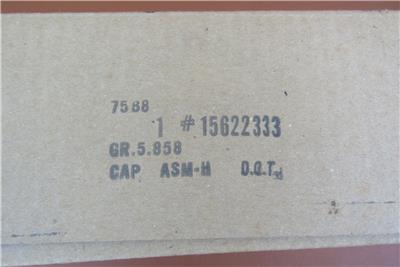 7588
1 #15622333
GR.5.858
CAP ASM-H D.O.T.